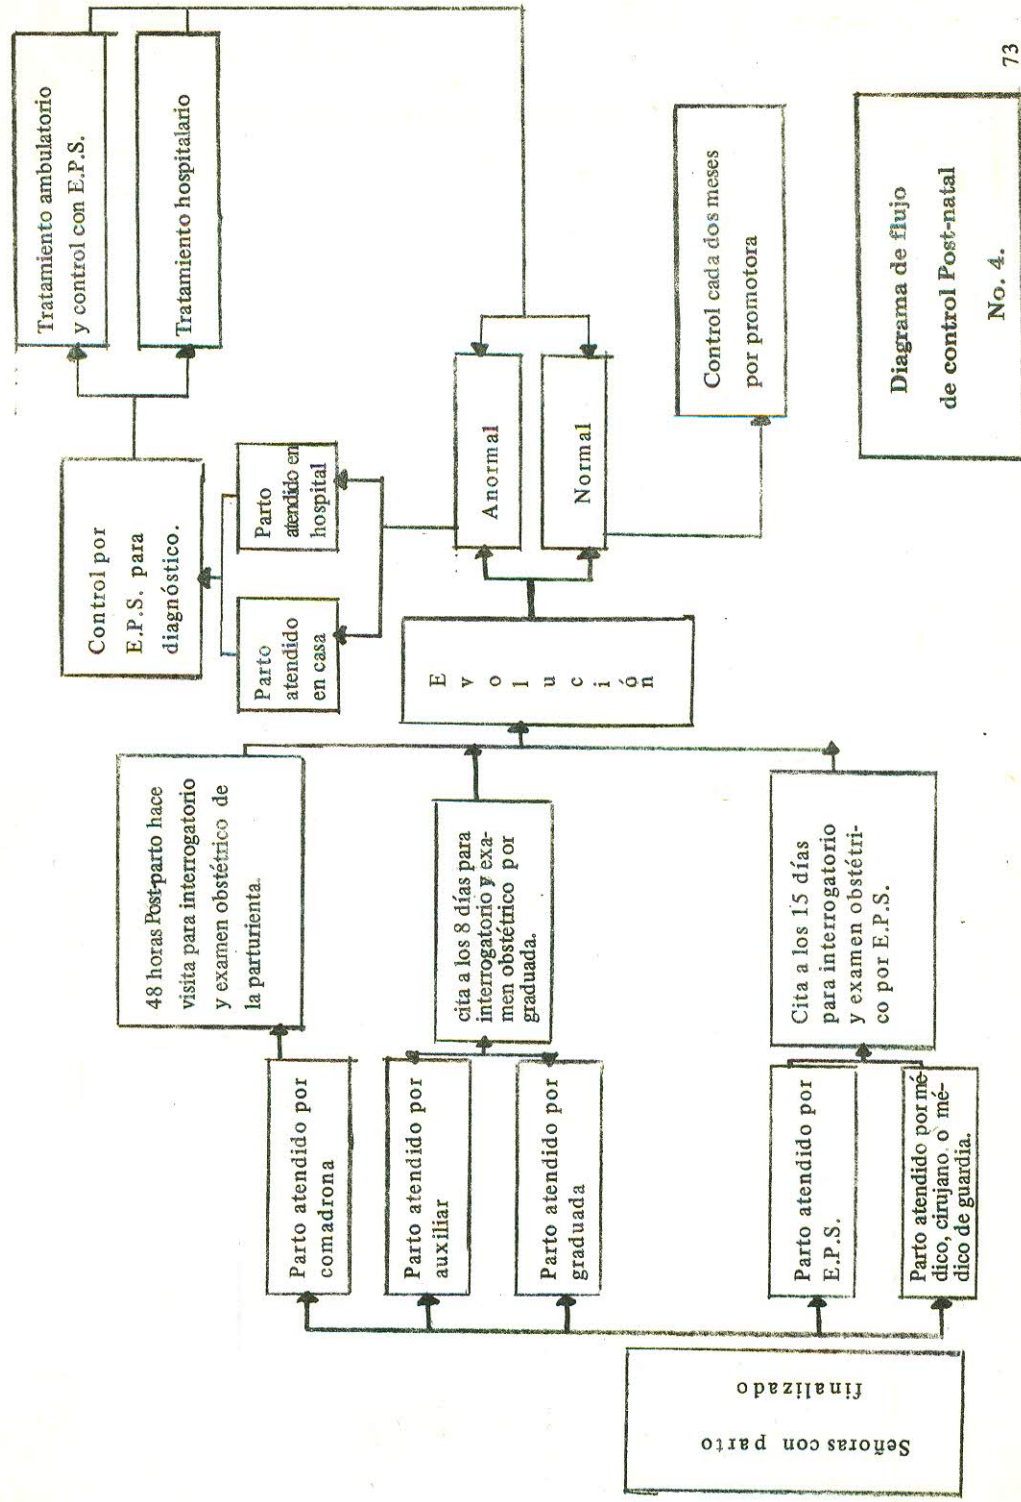 Señoras con parto
finalizado
Parto atendido por
comadrona
Parto atendido por
auxiliar
Parto atendido por
graduada
Parto atendido por
E.P.S.
Parto atendido por mé-
dico, cirujano. o mé-
dico de guardia.
48 horas Post-parto hace
visita para interrogatorio
y examen obstétrico de
la parturienta.
cita a los 8 días para
interrogatorio y exa-
men obstétrico por
graduada.
Cita a los 15 días
para interrogatorio
y examen obstétri-
co por E.P.S.
Evolución
Anormal
Normal
Parto
atendido
en casa
Parto
atendido en
hospital
Control por
E.P.S. para
diagnóstico.
Tratamiento ambulatorio
y control con E.P.S.
Tratamiento hospitalario
Control cada dos meses
por promotora
Diagrama de flujo
de control Post-natal
No. 4.
73